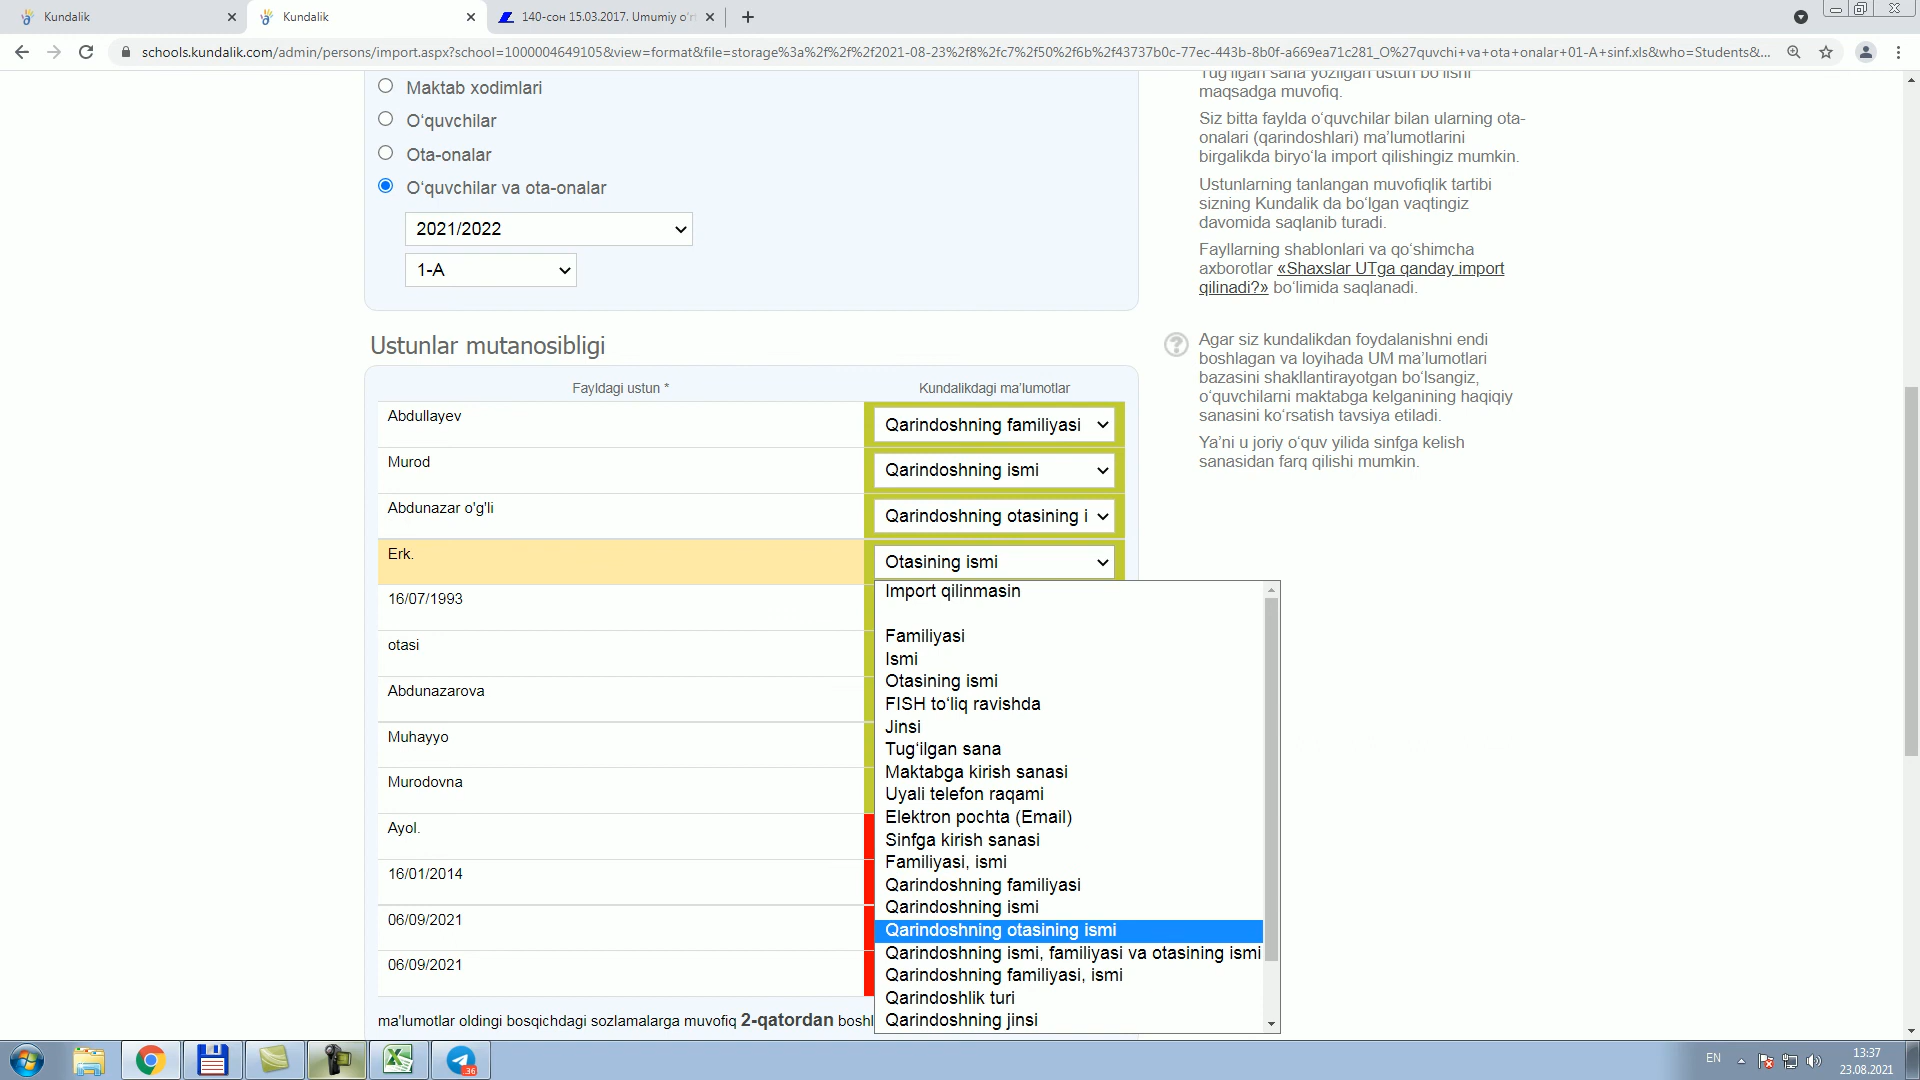 Kundalik
Kundalik
140-сон 15.03.2017. Umumiy o'r
schools.kundalik.com/admin/persons/import.aspx?school=1000004649105&view=format&file=storage%3a%2f%2f%2f2021-08-23%2f8%2fc7%2f50%2f6b%2f43737b0c-77ec-443b-8b0f-a669ea71c281_O%27quvchi+va+ota+onalar+01-A+sinf.xls&who=Students&...
Maktab xodimlari
O‘quvchilar
Ota-onalar
O‘quvchilar va ota-onalar
2021/2022
1-A
Tug‘ilgan sana yozilgan ustun bo‘lishi
maqsadga muvofiq.
Siz bitta faylda o‘quvchilar bilan ularning ota-
onalari (qarindoshlari) ma’lumotlarini
birgalikda biryo‘la import qilishingiz mumkin.
Ustunlarning tanlangan muvofiqlik tartibi
sizning Kundalik da bo‘lgan vaqtingiz
davomida saqlanib turadi.
Fayllarning shablonlari va qo‘shimcha
axborotlar «Shaxslar UTga qanday import
qilinadi?» bo‘limida saqlanadi.
Agar siz kundalikdan foydalanishni endi
boshlagan va loyihada UM ma’lumotlari
bazasini shakllantirayotgan bo‘lsangiz,
o‘quvchilarni maktabga kelganining haqiqiy
sanasini ko‘rsatish tavsiya etiladi.
Ya’ni u joriy o‘quv yilida sinfga kelish
sanasidan farq qilishi mumkin.
Ustunlar mutanosibligi
Fayldagi ustun *
Kundalikdagi ma’lumotlar
Abdullayev
Qarindoshning familiyasi
Murod
Qarindoshning ismi
Abdunazar o'g'li
Qarindoshning otasining i
Erk.
Otasining ismi
16/07/1993
otasi
Abdunazarova
Muhayyo
Murodovna
Ayol.
16/01/2014
06/09/2021
06/09/2021
Import qilinmasin
Familiyasi
Ismi
Otasining ismi
FISH to‘liq ravishda
Jinsi
Tug‘ilgan sana
Maktabga kirish sanasi
Uyali telefon raqami
Elektron pochta (Email)
Sinfga kirish sanasi
Familiyasi, ismi
Qarindoshning familiyasi
Qarindoshning ismi
Qarindoshning otasining ismi
Qarindoshning ismi, familiyasi va otasining ismi
Qarindoshning familiyasi, ismi
Qarindoshlik turi
Qarindoshning jinsi
ma'lumotlar oldingi bosqichdagi sozlamalarga muvofiq 2-qatordan boshl
36
EN
13:37
23.08.2021